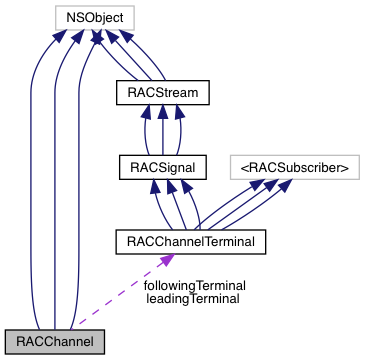 NSObject
RACStream
RACSignal
<RACSubscriber>
RACChannelTerminal
followingTerminal
leadingTerminal
RACChannel